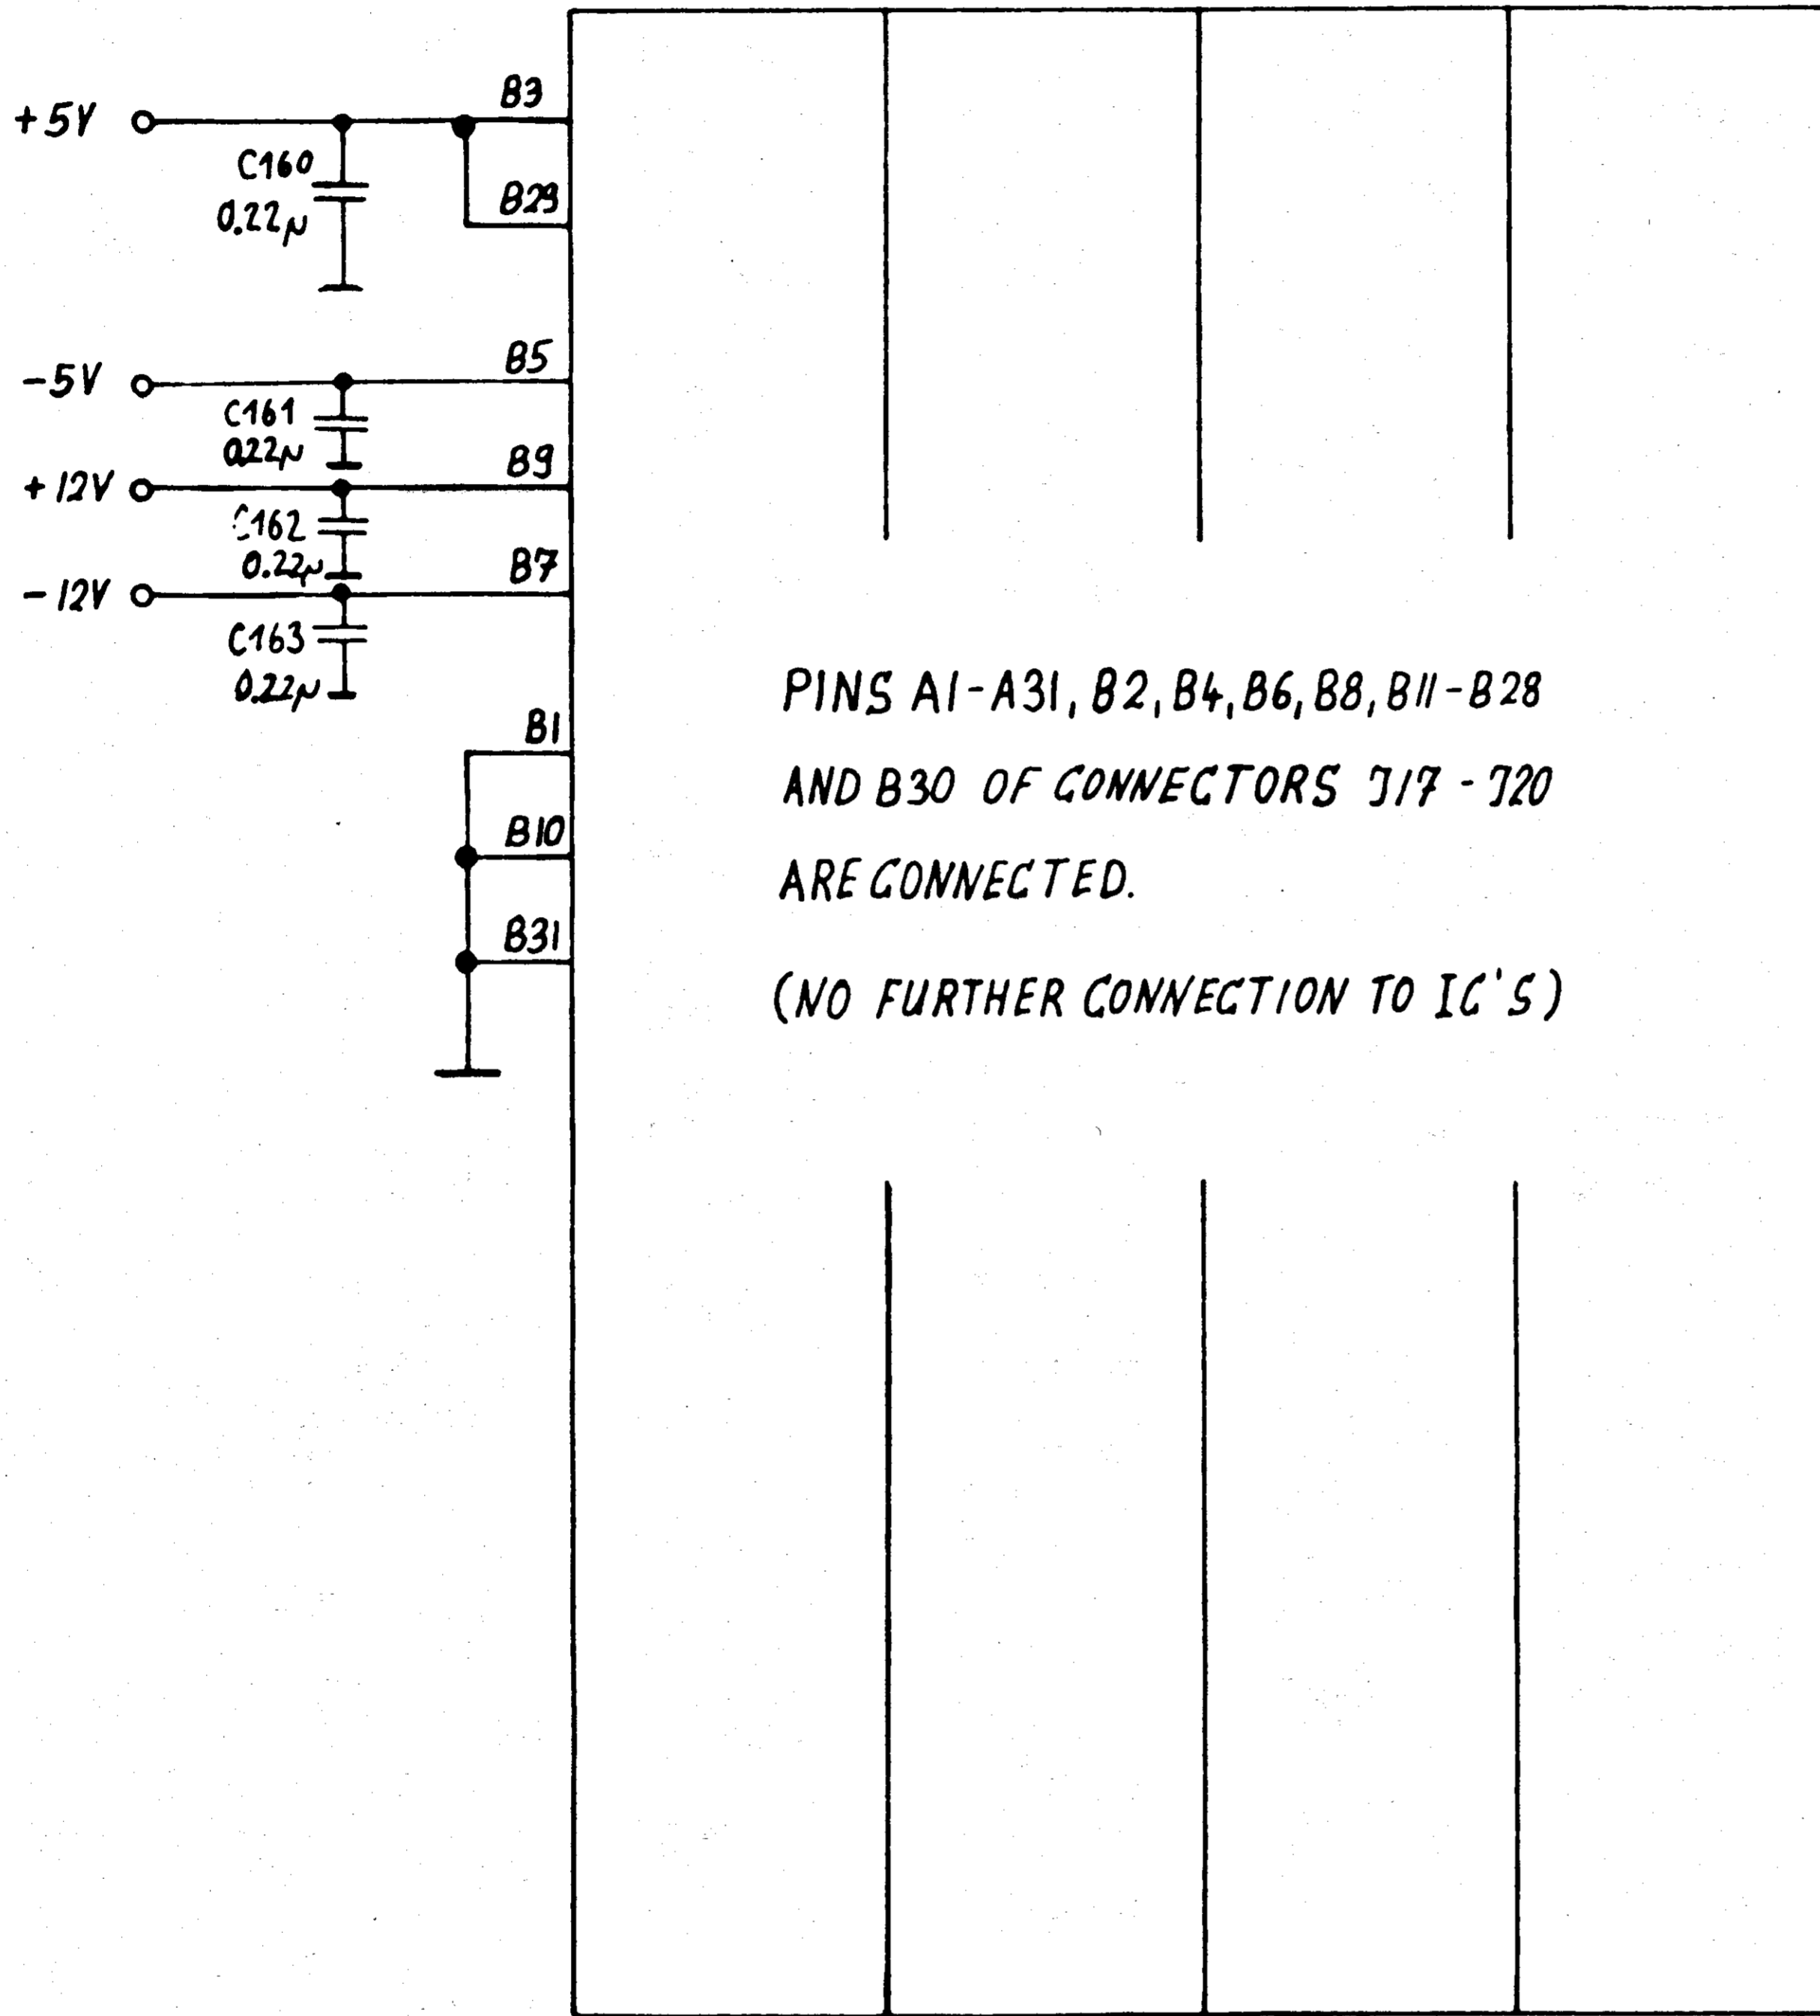 B3
+5V
C160
0.22µ
B29
B5
-5V
C161
0.22µ
B9
+12V
C162
0.22µ
B7
-12V
C163
0.22µ
B1
B10
B31
PINS A1-A31, B2, B4, B6, B8, B11-B28
AND B30 OF CONNECTORS J17 - J20
ARE CONNECTED.
(NO FURTHER CONNECTION TO IC'S)